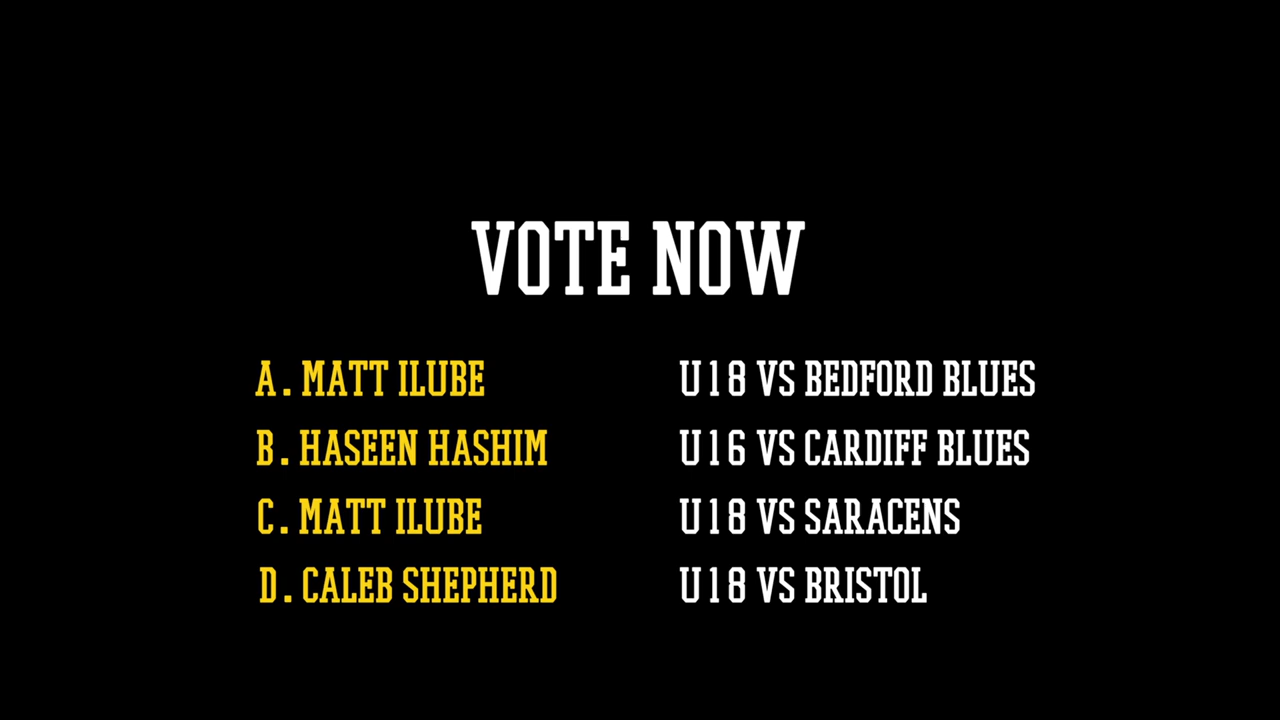 VOTE NOW
A. MATT ILUBE U18 VS BEDFORD BLUES
B. HASEEN HASHIM U16 VS CARDIFF BLUES
C. MATT ILUBE U18 VS SARACENS
D. CALEB SHEPHERD U18 VS BRISTOL